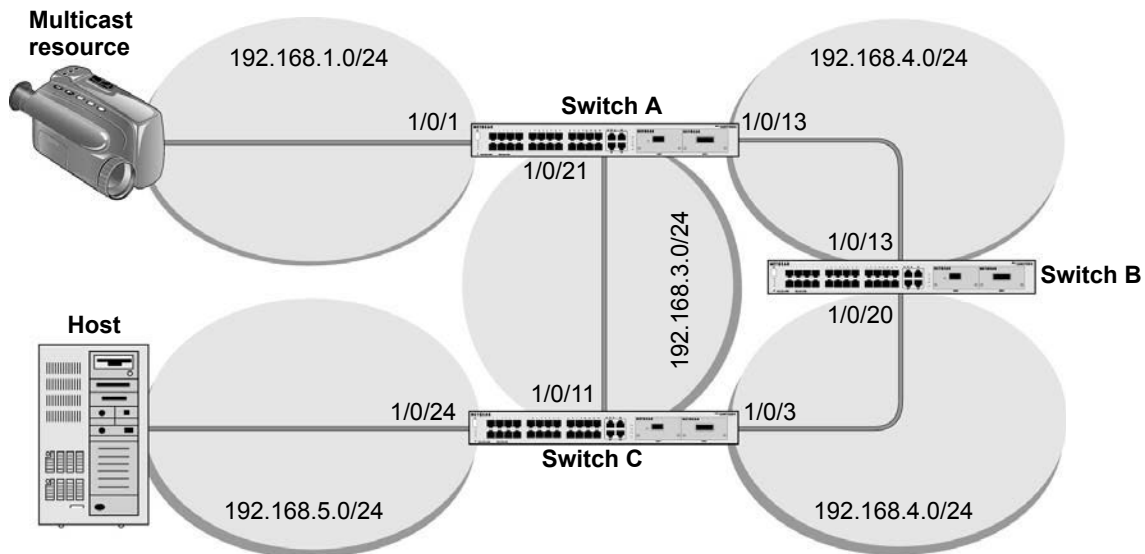 Multicast
resource
192.168.1.0/24
192.168.4.0/24
Switch A
1/0/1
1/0/13
1/0/21
192.168.3.0/24
1/0/13
Switch B
1/0/20
Host
1/0/11
1/0/24
1/0/3
Switch C
192.168.5.0/24
192.168.4.0/24